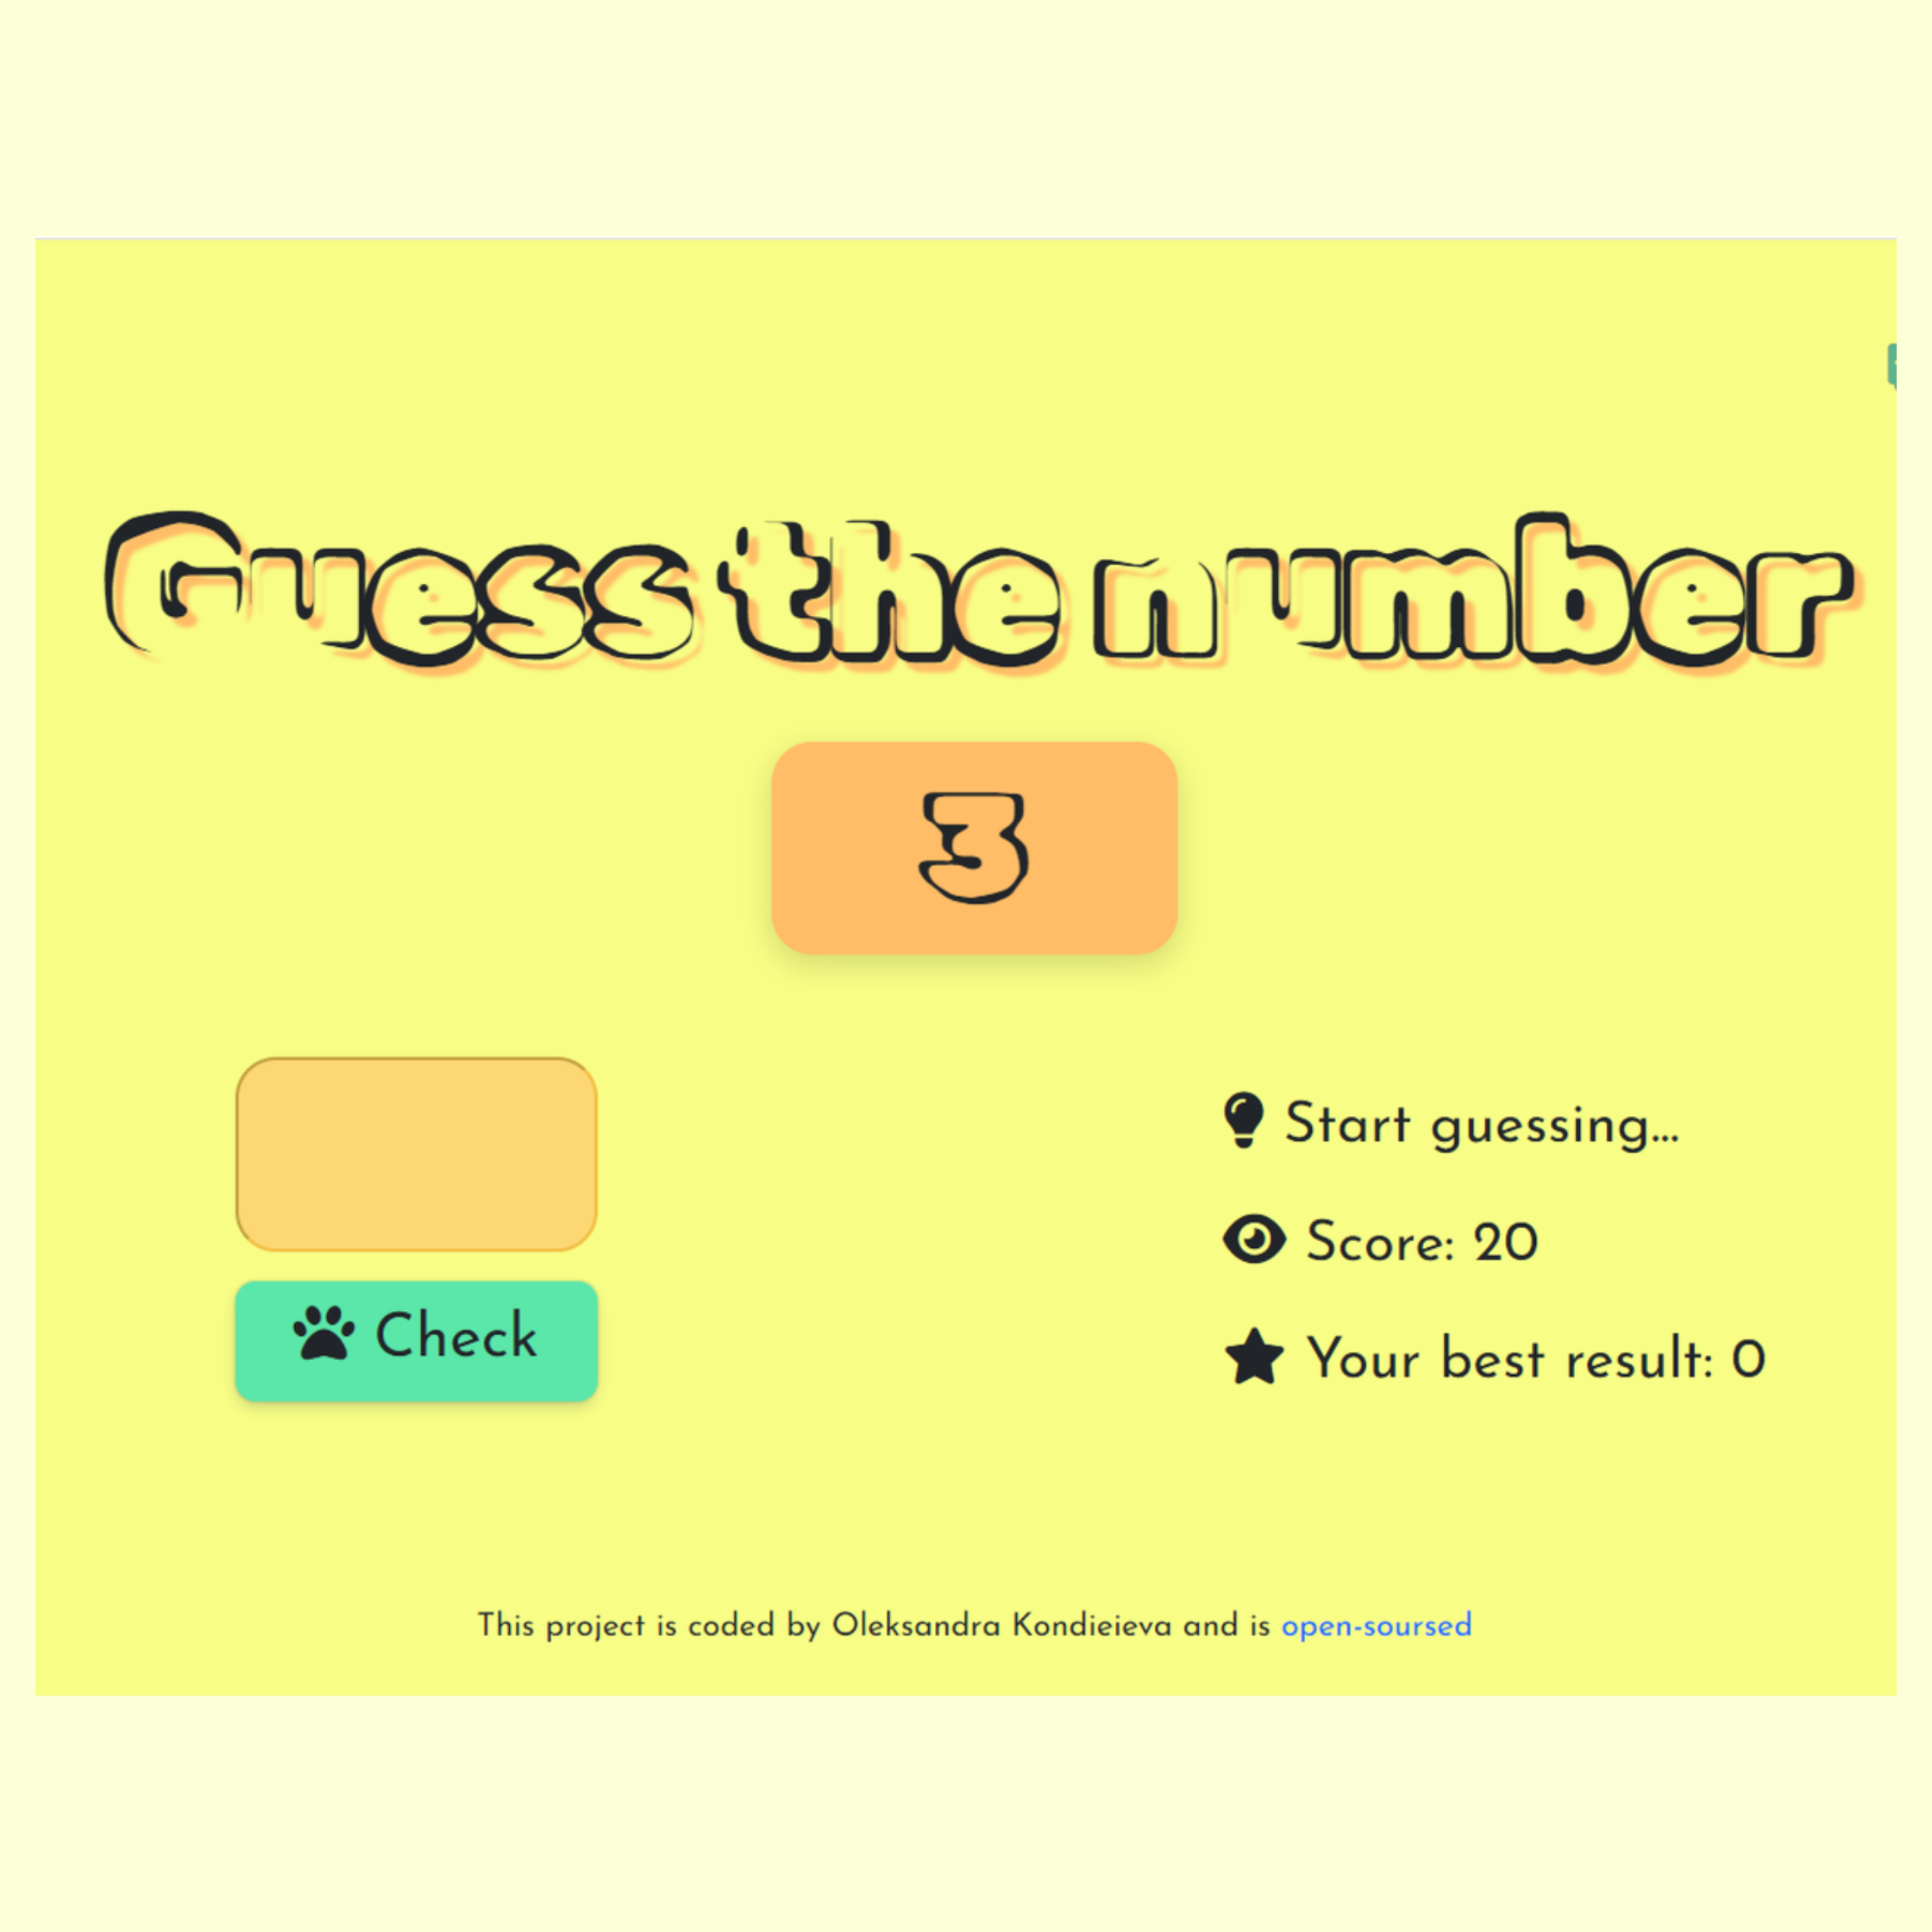 Guess the number
3
Start guessing...
Score: 20
Check
Your best result: 0
This project is coded by Oleksandra Kondieieva and is open-soursed